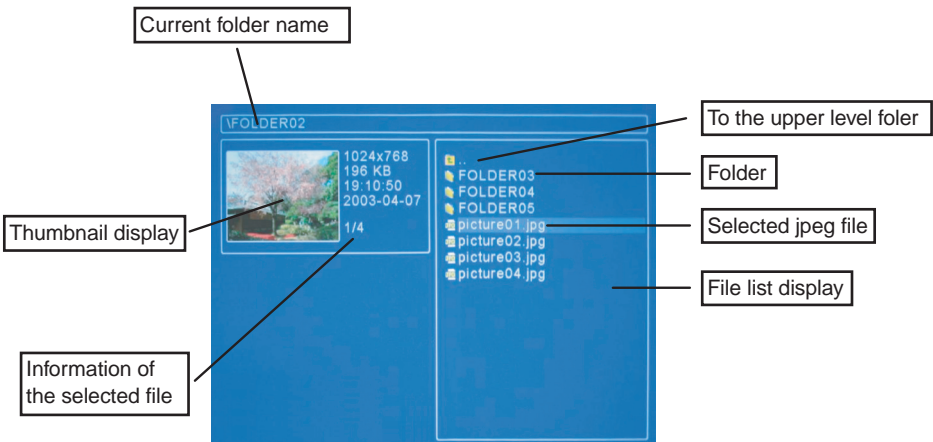 Current folder name
\FOLDER02
To the upper level foler
1024x768
196 KB
19:10:50
2003-04-07
1/4
..
FOLDER03
FOLDER04
FOLDER05
picture01.jpg
picture02.jpg
picture03.jpg
picture04.jpg
Folder
Thumbnail display
Selected jpeg file
File list display
Information of
the selected file